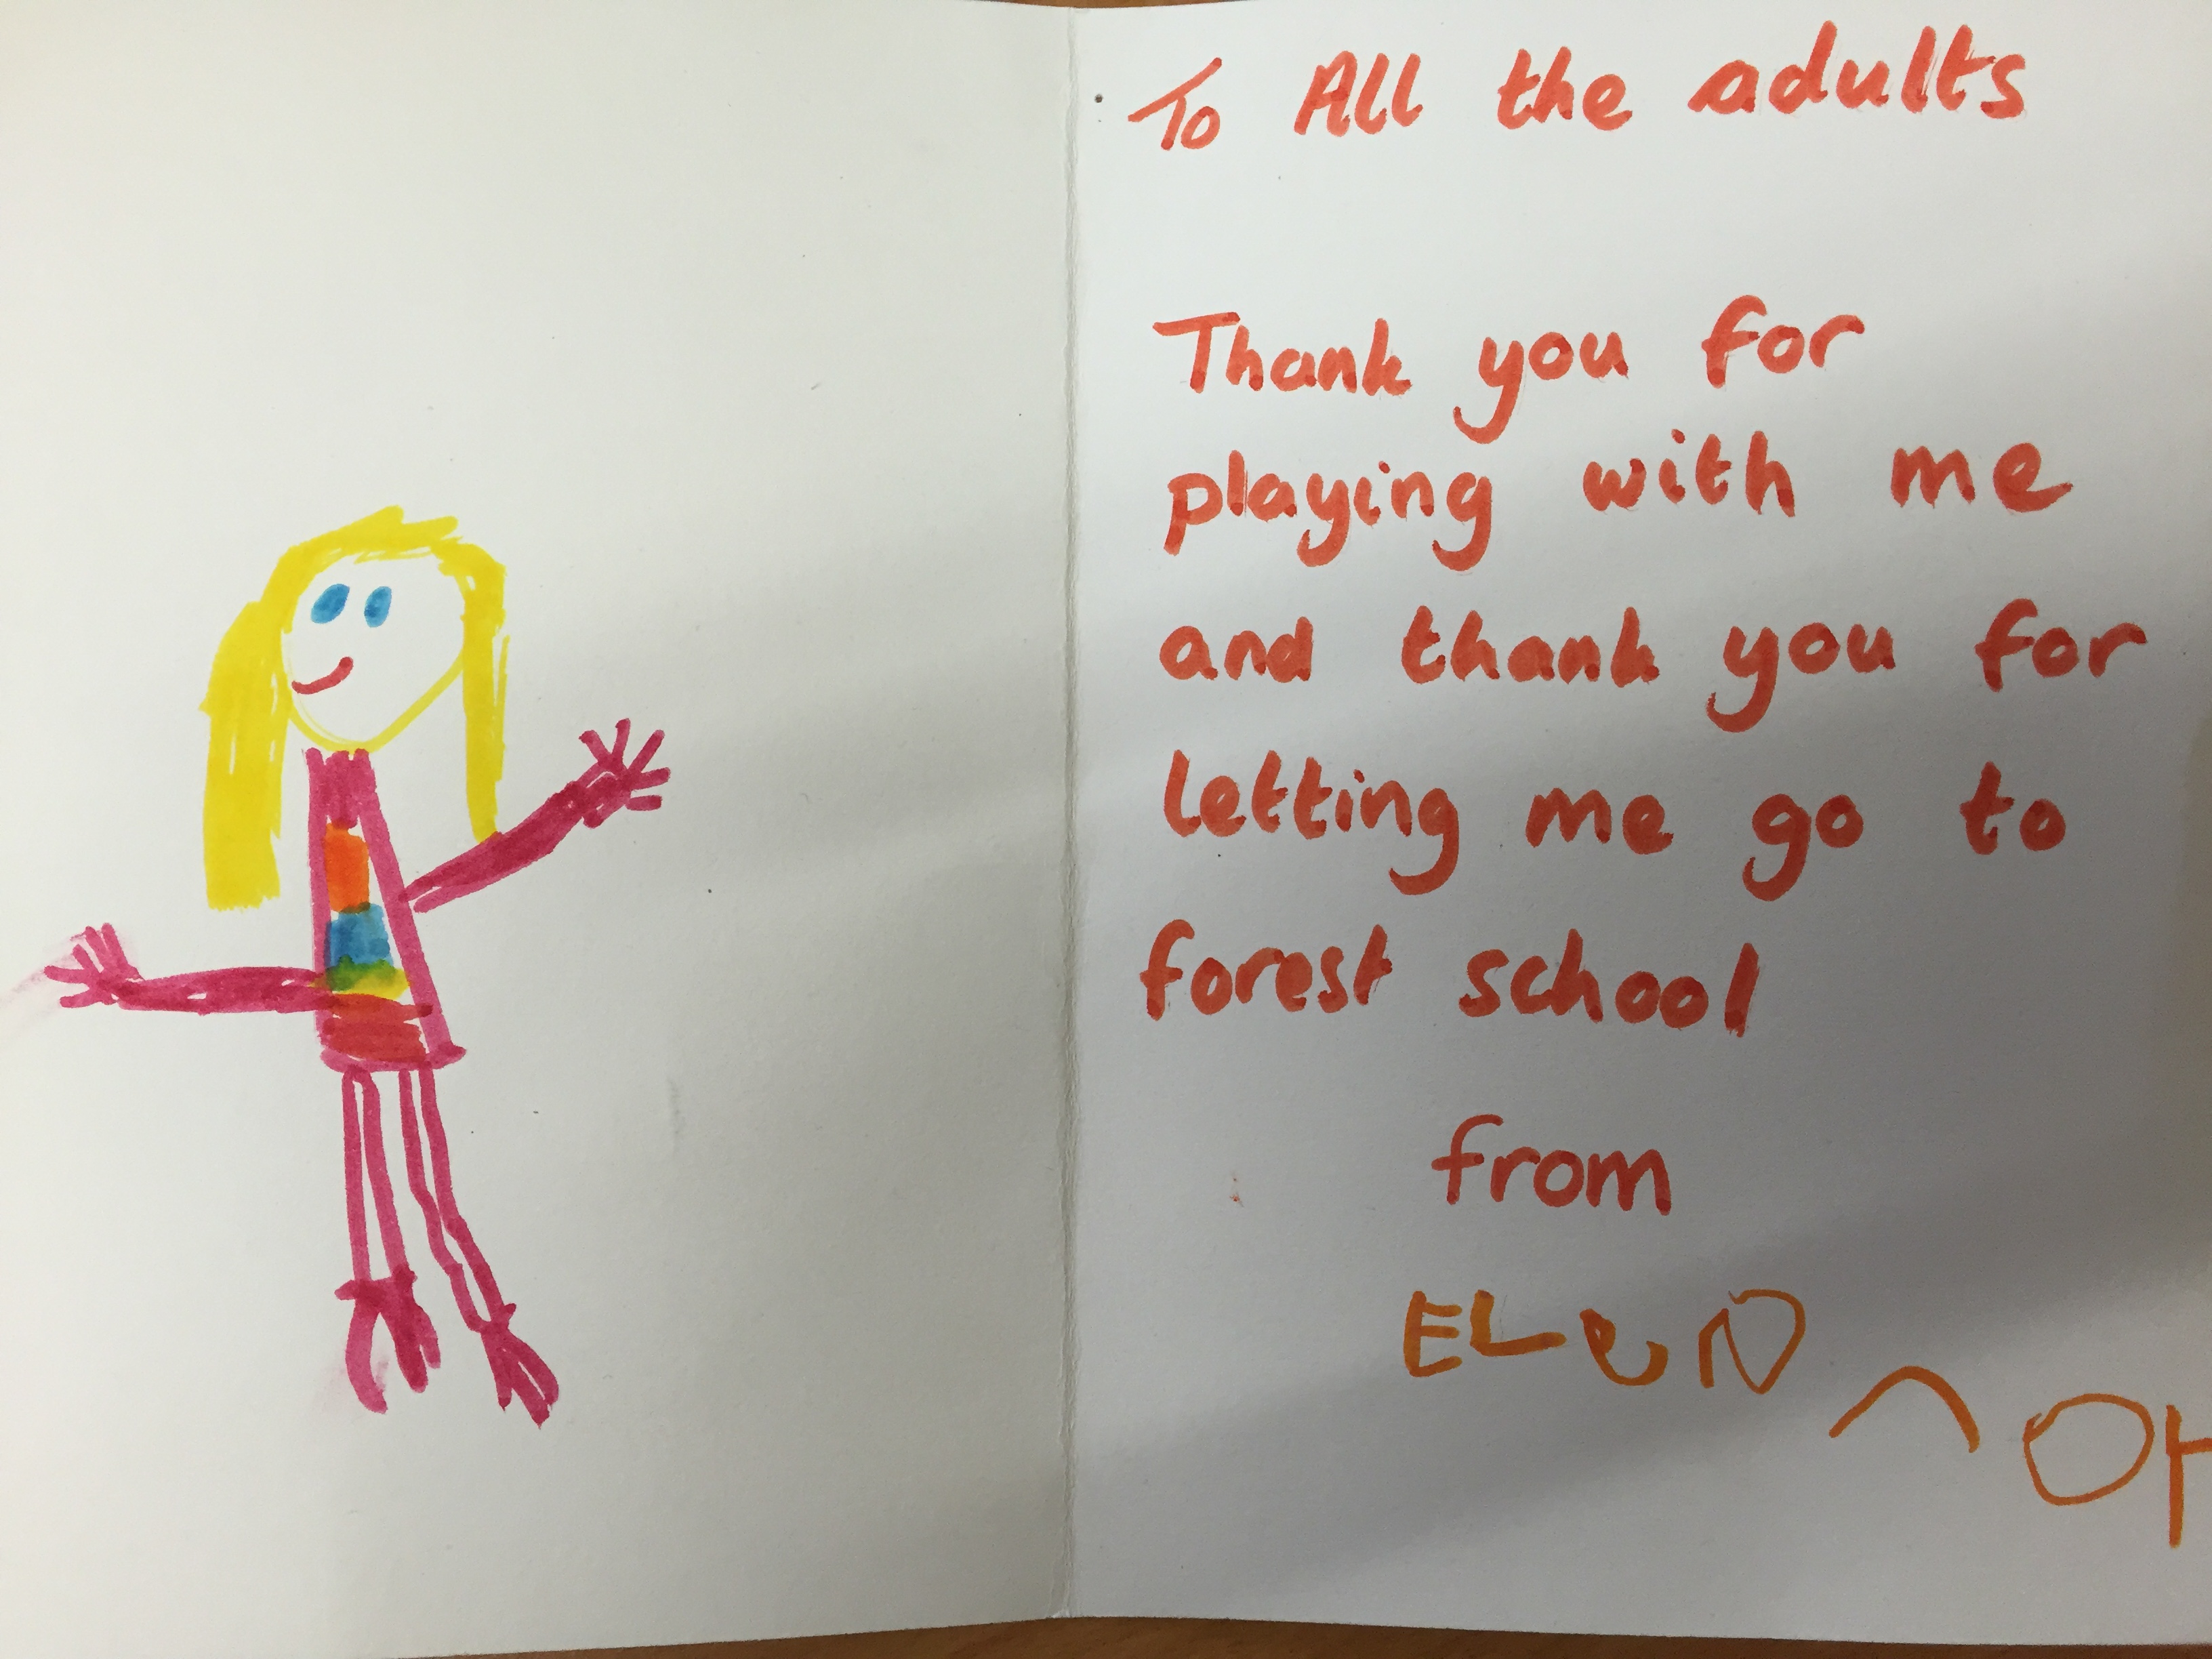 To All the adults
Thank you for
playing with me
and thank you for
letting me go to
forest school
from
ELeanor